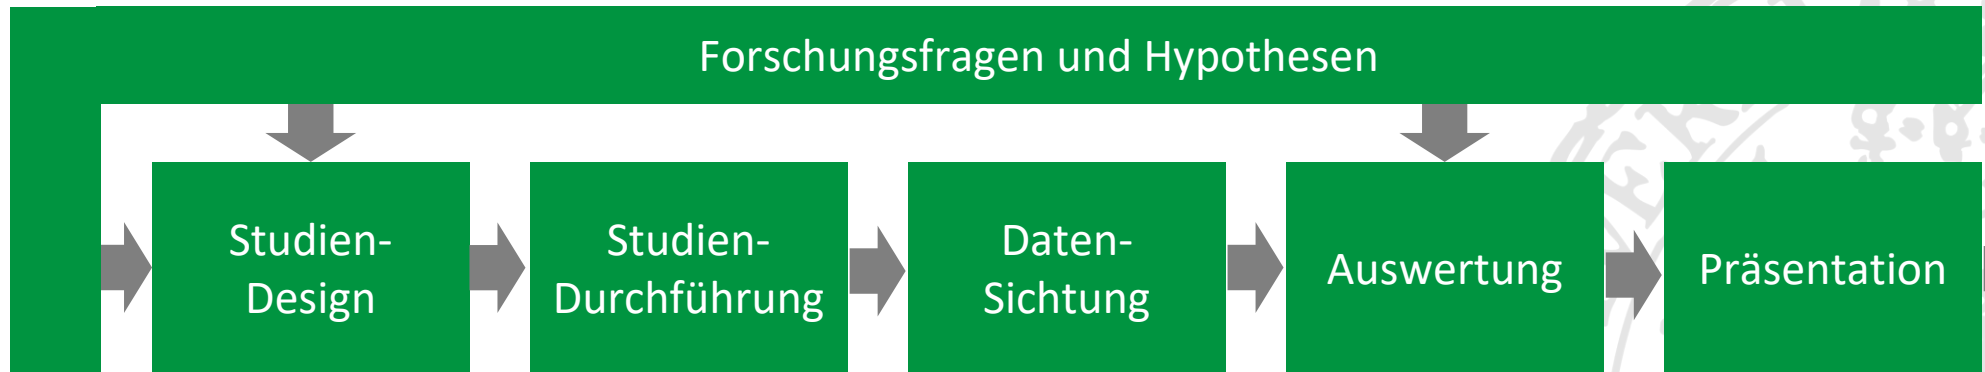 Forschungsfragen und Hypothesen
Studien-
Design
Studien-
Durchführung
Daten-
Sichtung
Auswertung
Präsentation